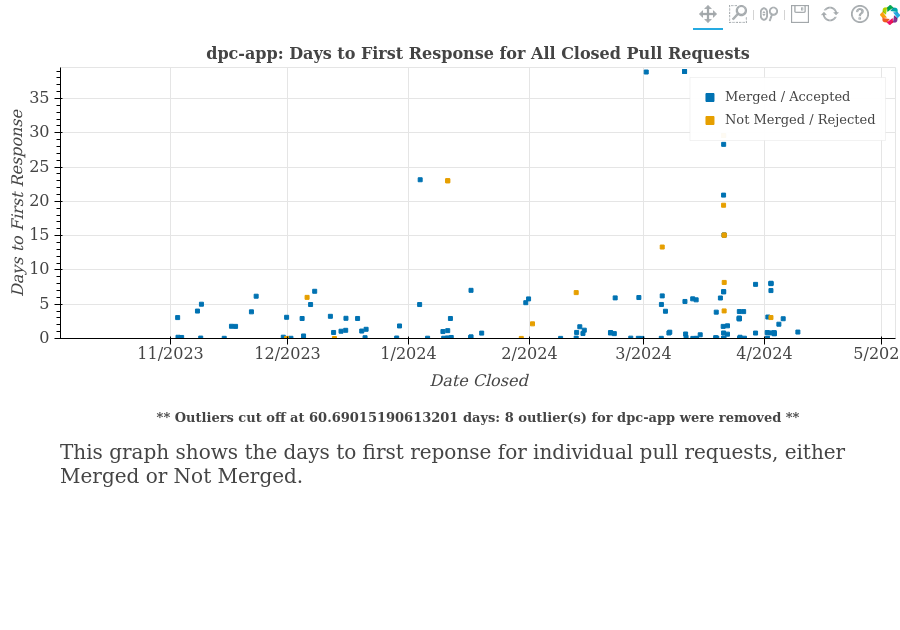 dpc-app: Days to First Response for All Closed Pull Requests
Days to First Response
35
30
25
20
15
10
5
0
Merged / Accepted
Not Merged / Rejected
11/2023 12/2023 1/2024 2/2024 3/2024 4/2024 5/202
Date Closed
** Outliers cut off at 60.69015190613201 days: 8 outlier(s) for dpc-app were removed **
This graph shows the days to first reponse for individual pull requests, either
Merged or Not Merged.